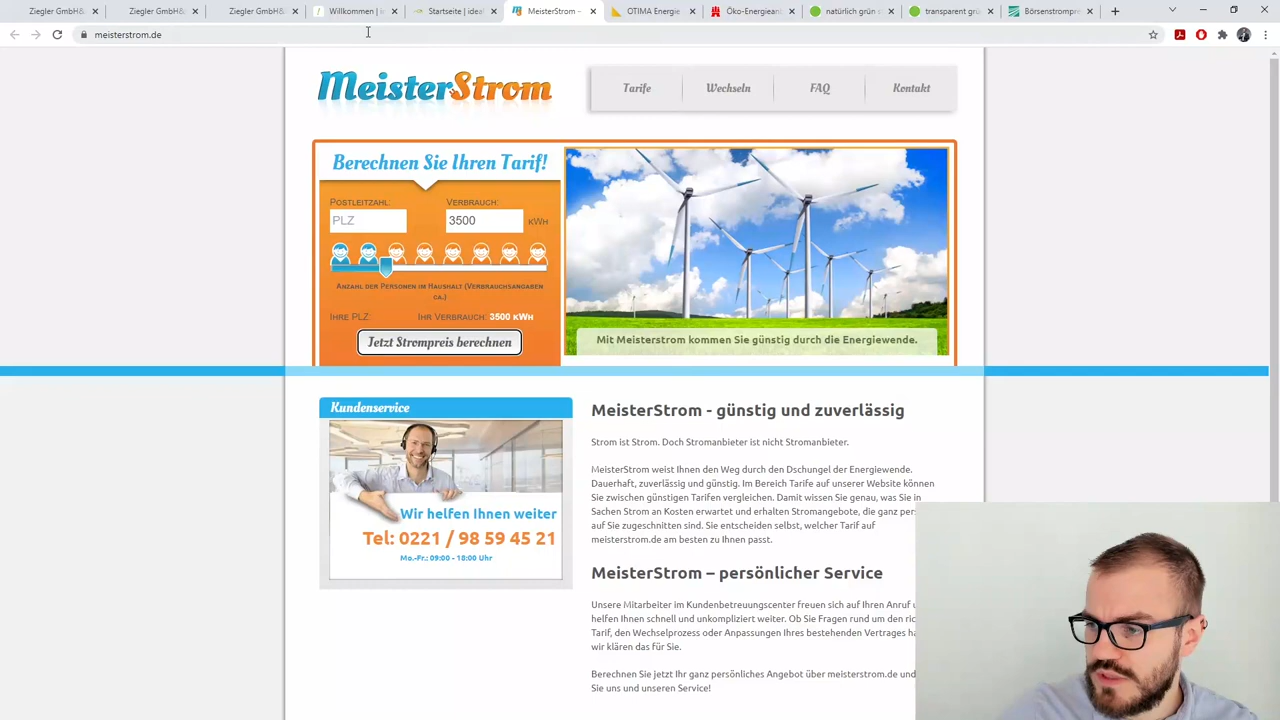 Ziegler GmbH&
Ziegler GmbH&
Ziegler GmbH&
Willkommen |
Startseite | ideal
MeisterStrom –
OTIMA Energie
Öko-Energiean
natürlich grün
transparent grü
Börsenstrompre
meisterstrom.de
MeisterStrom
Tarife
Wechseln
FAQ
Kontakt
Berechnen Sie Ihren Tarif!
Postleitzahl:
Verbrauch:
PLZ
3500
kWh
Anzahl der Personen im Haushalt (Verbrauchsangaben
ca.)
Ihre PLZ:
Ihr Verbrauch: 3500 kWh
Jetzt Strompreis berechnen
Mit Meisterstrom kommen Sie günstig durch die Energiewende.
Kundenservice
Wir helfen Ihnen weiter
Tel: 0221 / 98 59 45 21
Mo.-Fr.: 09:00 - 18:00 Uhr
MeisterStrom - günstig und zuverlässig
Strom ist Strom. Doch Stromanbieter ist nicht Stromanbieter.
MeisterStrom weist Ihnen den Weg durch den Dschungel der Energiewende.
Dauerhaft, zuverlässig und günstig. Im Bereich Tarife auf unserer Website können
Sie zwischen günstigen Tarifen vergleichen. Damit wissen Sie genau, was Sie in
Sachen Strom an Kosten erwartet und erhalten Stromangebote, die ganz pers
auf Sie zugeschnitten sind. Sie entscheiden selbst, welcher Tarif auf
meisterstrom.de am besten zu Ihnen passt.
MeisterStrom – persönlicher Service
Unsere Mitarbeiter im Kundenbetreuungscenter freuen sich auf Ihren Anruf
helfen Ihnen schnell und unkompliziert weiter. Ob Sie Fragen rund um den ric
Tarif, den Wechselprozess oder Anpassungen Ihres bestehenden Vertrages ha
wir klären das für Sie.
Berechnen Sie jetzt Ihr ganz persönliches Angebot über meisterstrom.de und
Sie uns und unseren Service!